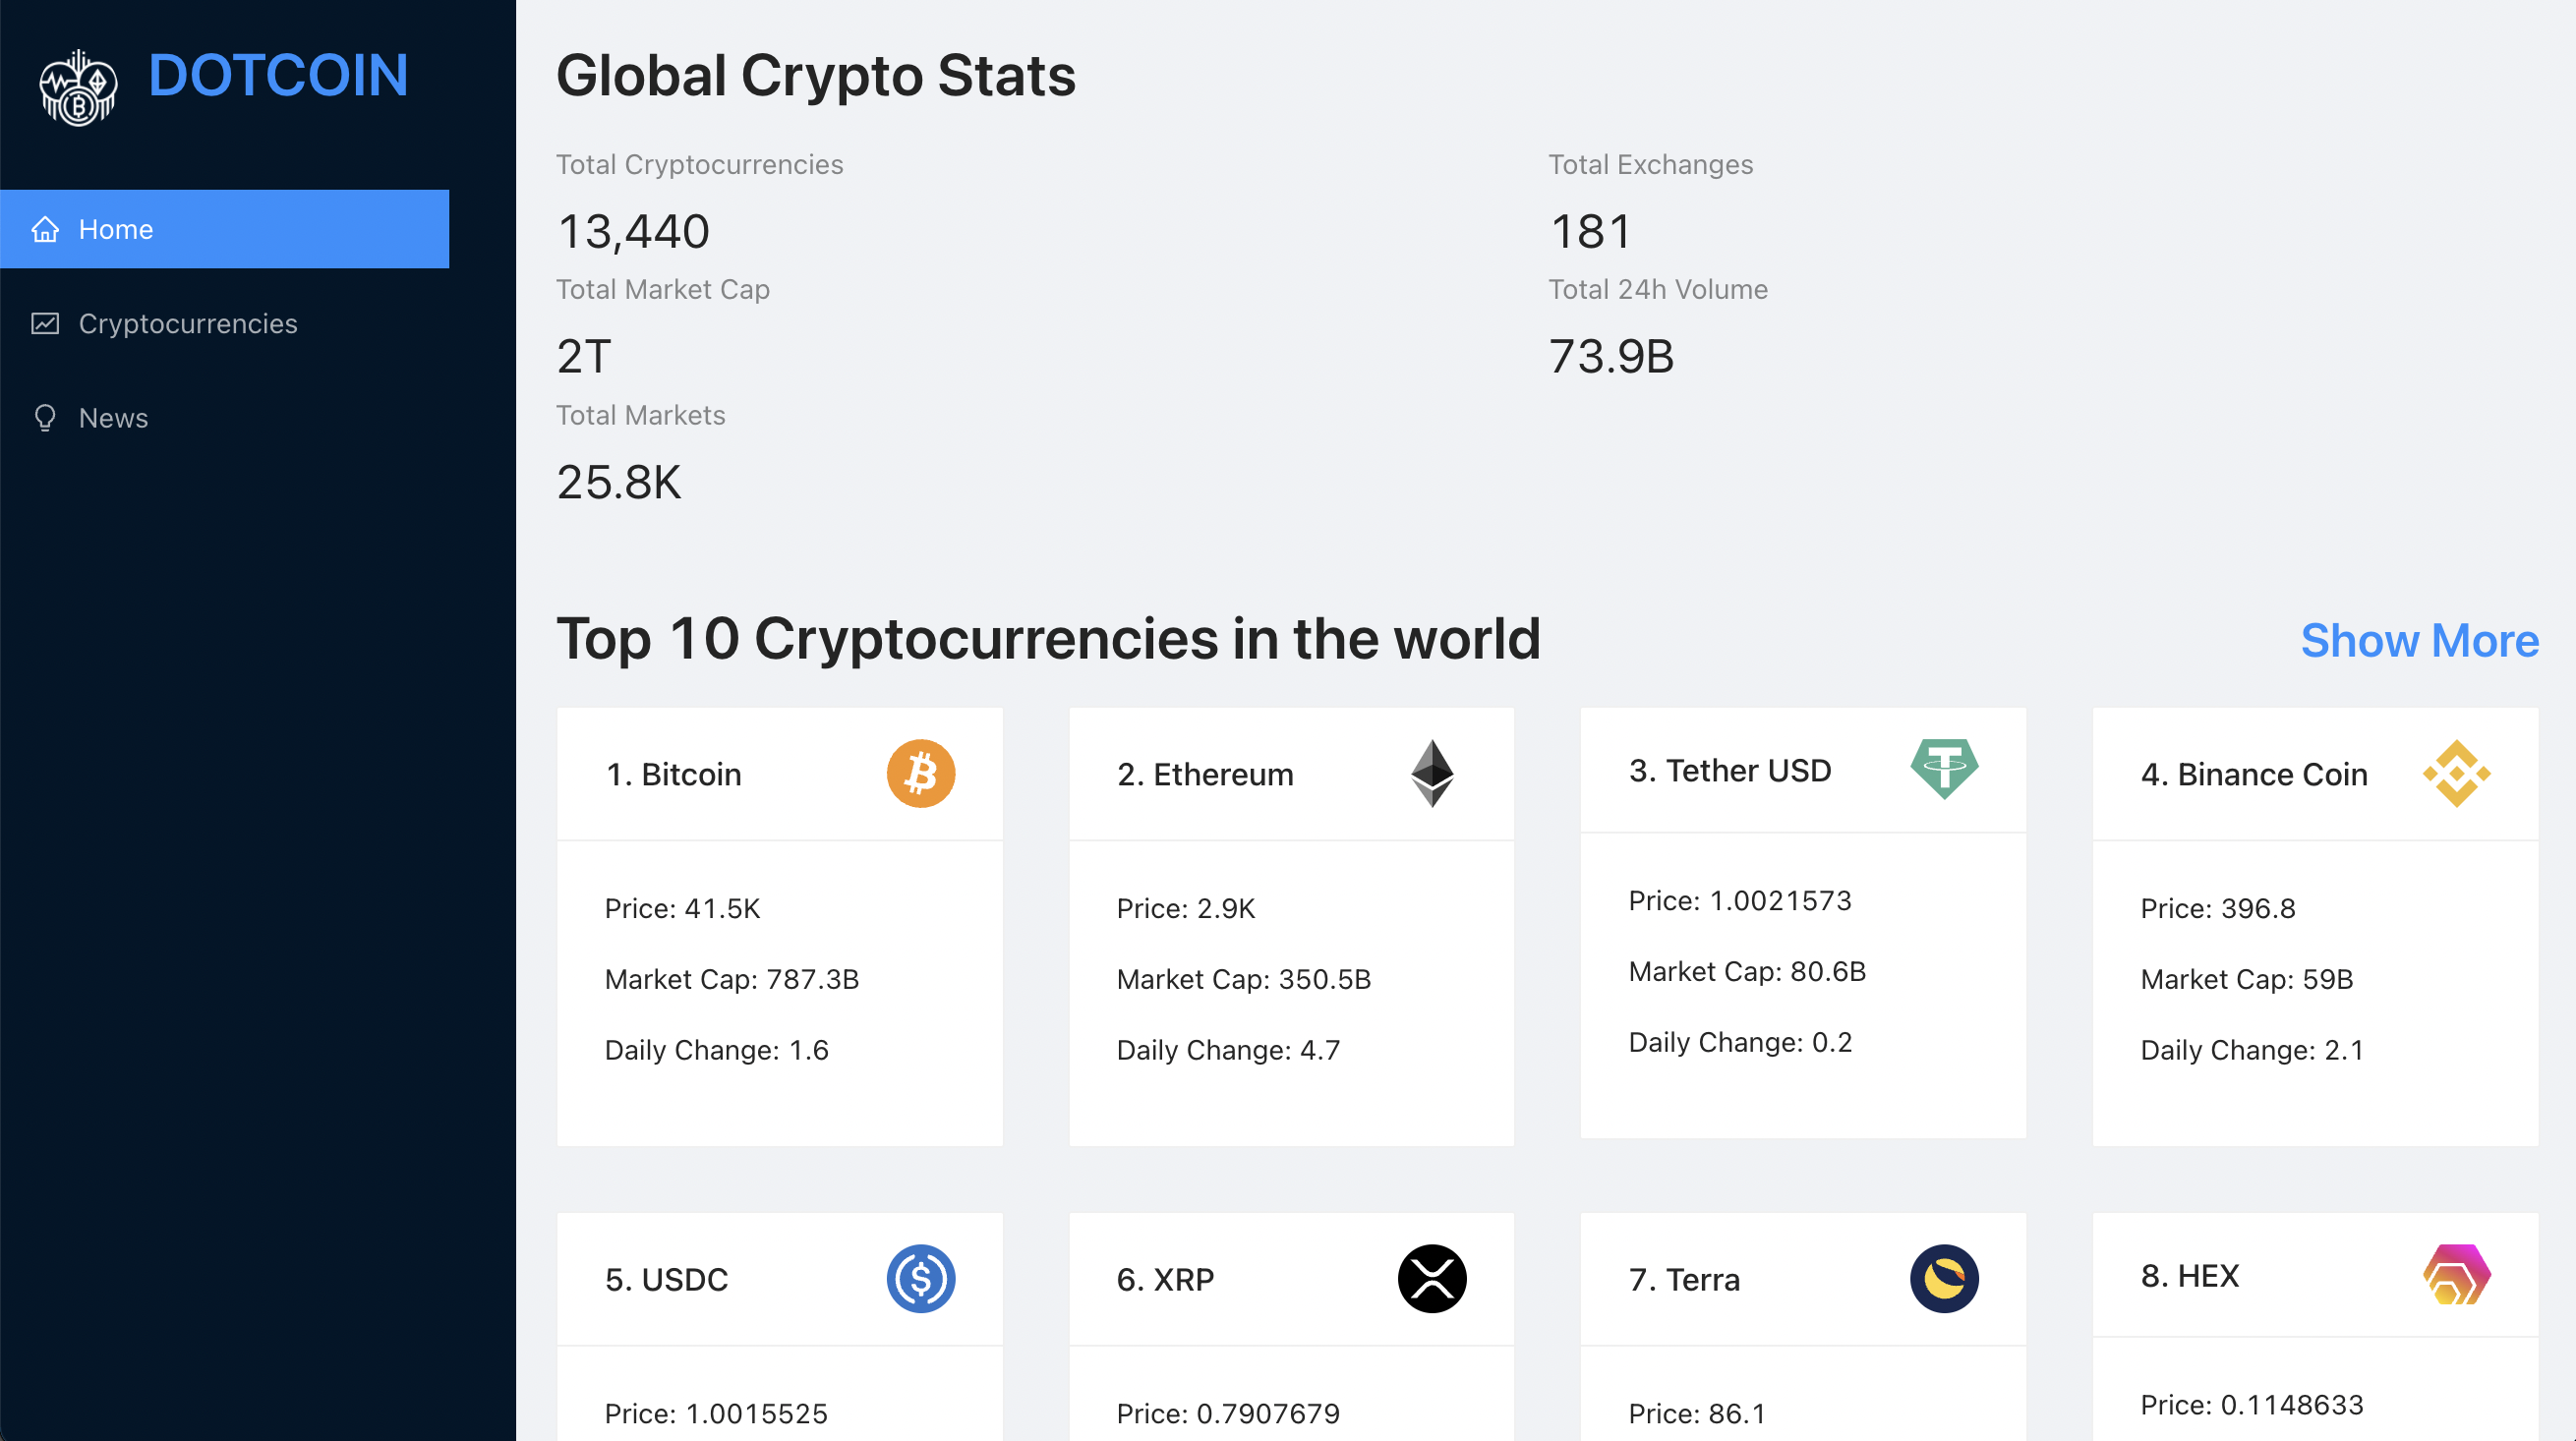 DOTCOIN
Home
Cryptocurrencies
News
Global Crypto Stats
Total Cryptocurrencies
13,440
Total Exchanges
181
Total Market Cap
2T
Total 24h Volume
73.9B
Total Markets
25.8K
Top 10 Cryptocurrencies in the world
Show More
1. Bitcoin
Price: 41.5K
Market Cap: 787.3B
Daily Change: 1.6
2. Ethereum
Price: 2.9K
Market Cap: 350.5B
Daily Change: 4.7
3. Tether USD
Price: 1.0021573
Market Cap: 80.6B
Daily Change: 0.2
4. Binance Coin
Price: 396.8
Market Cap: 59B
Daily Change: 2.1
5. USDC
Price: 1.0015525
6. XRP
Price: 0.7907679
7. Terra
Price: 86.1
8. HEX
Price: 0.1148633